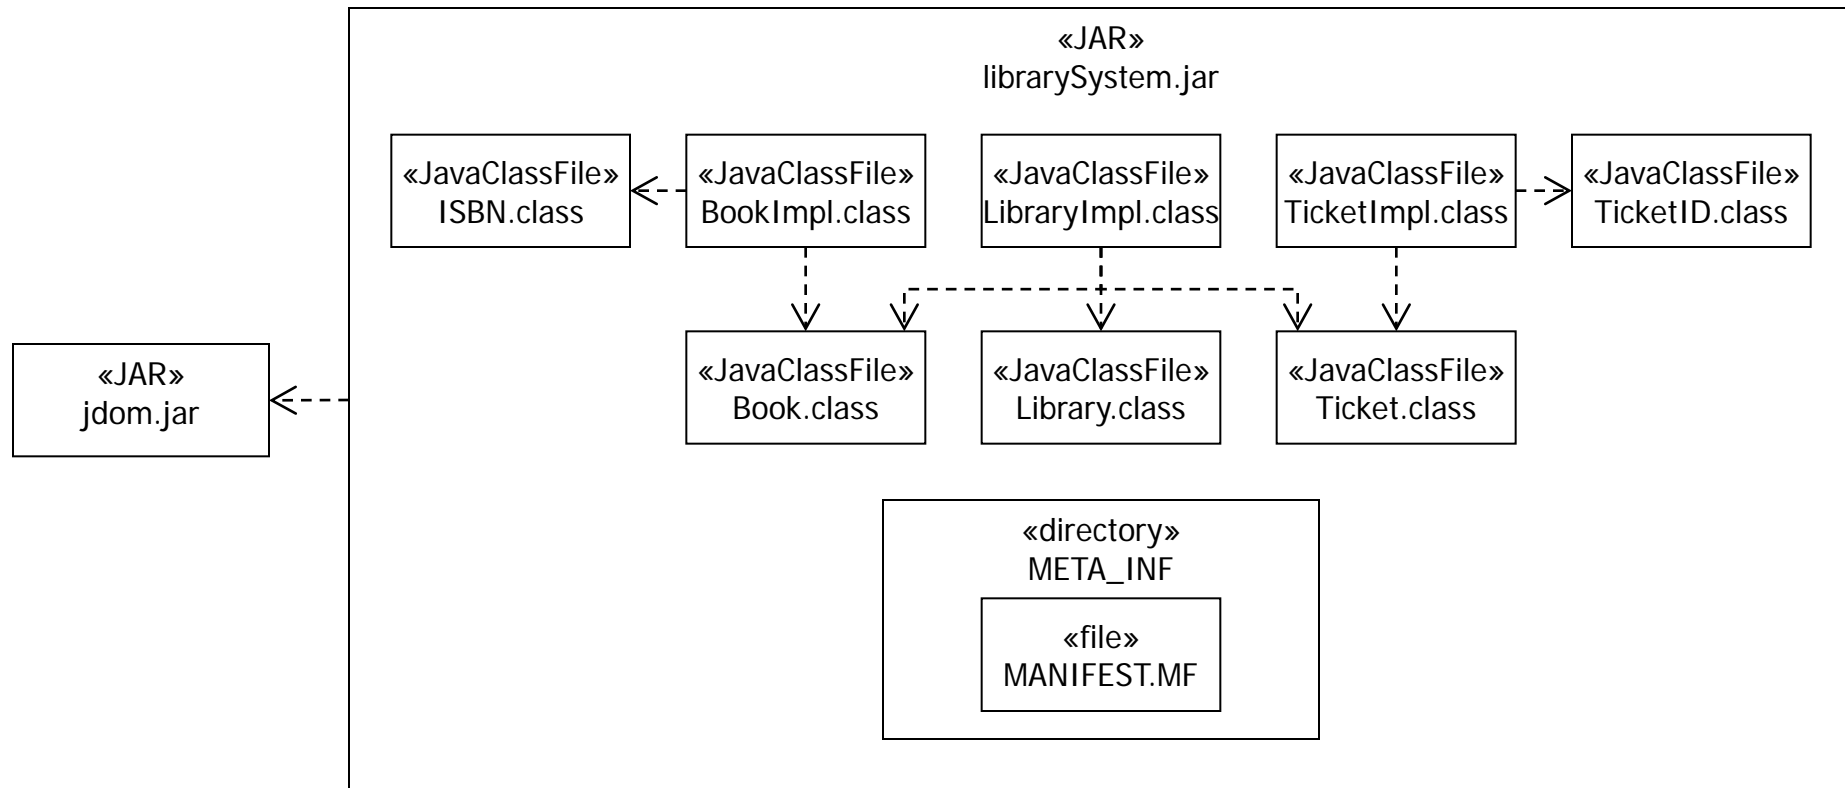 «JAR»
librarySystem.jar
«JavaClassFile»
ISBN.class
«JavaClassFile»
BookImpl.class
«JavaClassFile»
LibraryImpl.class
«JavaClassFile»
TicketImpl.class
«JavaClassFile»
TicketID.class
«JAR»
jdom.jar
«JavaClassFile»
Book.class
«JavaClassFile»
Library.class
«JavaClassFile»
Ticket.class
«directory»
META_INF
«file»
MANIFEST.MF